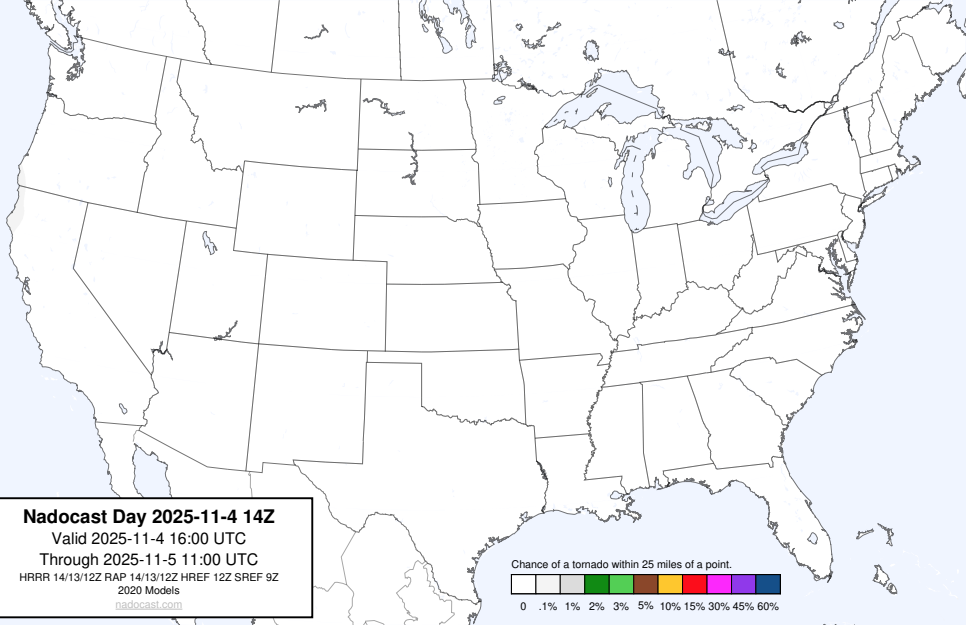 Nadocast Day 2025-11-4 14Z
Valid 2025-11-4 16:00 UTC
Through 2025-11-5 11:00 UTC
HRRR 14/13/12Z RAP 14/13/12Z HREF 12Z SREF 9Z
2020 Models
nadocast.com
Chance of a tornado within 25 miles of a point.
0 .1% 1% 2% 3% 5% 10% 15% 30% 45% 60%